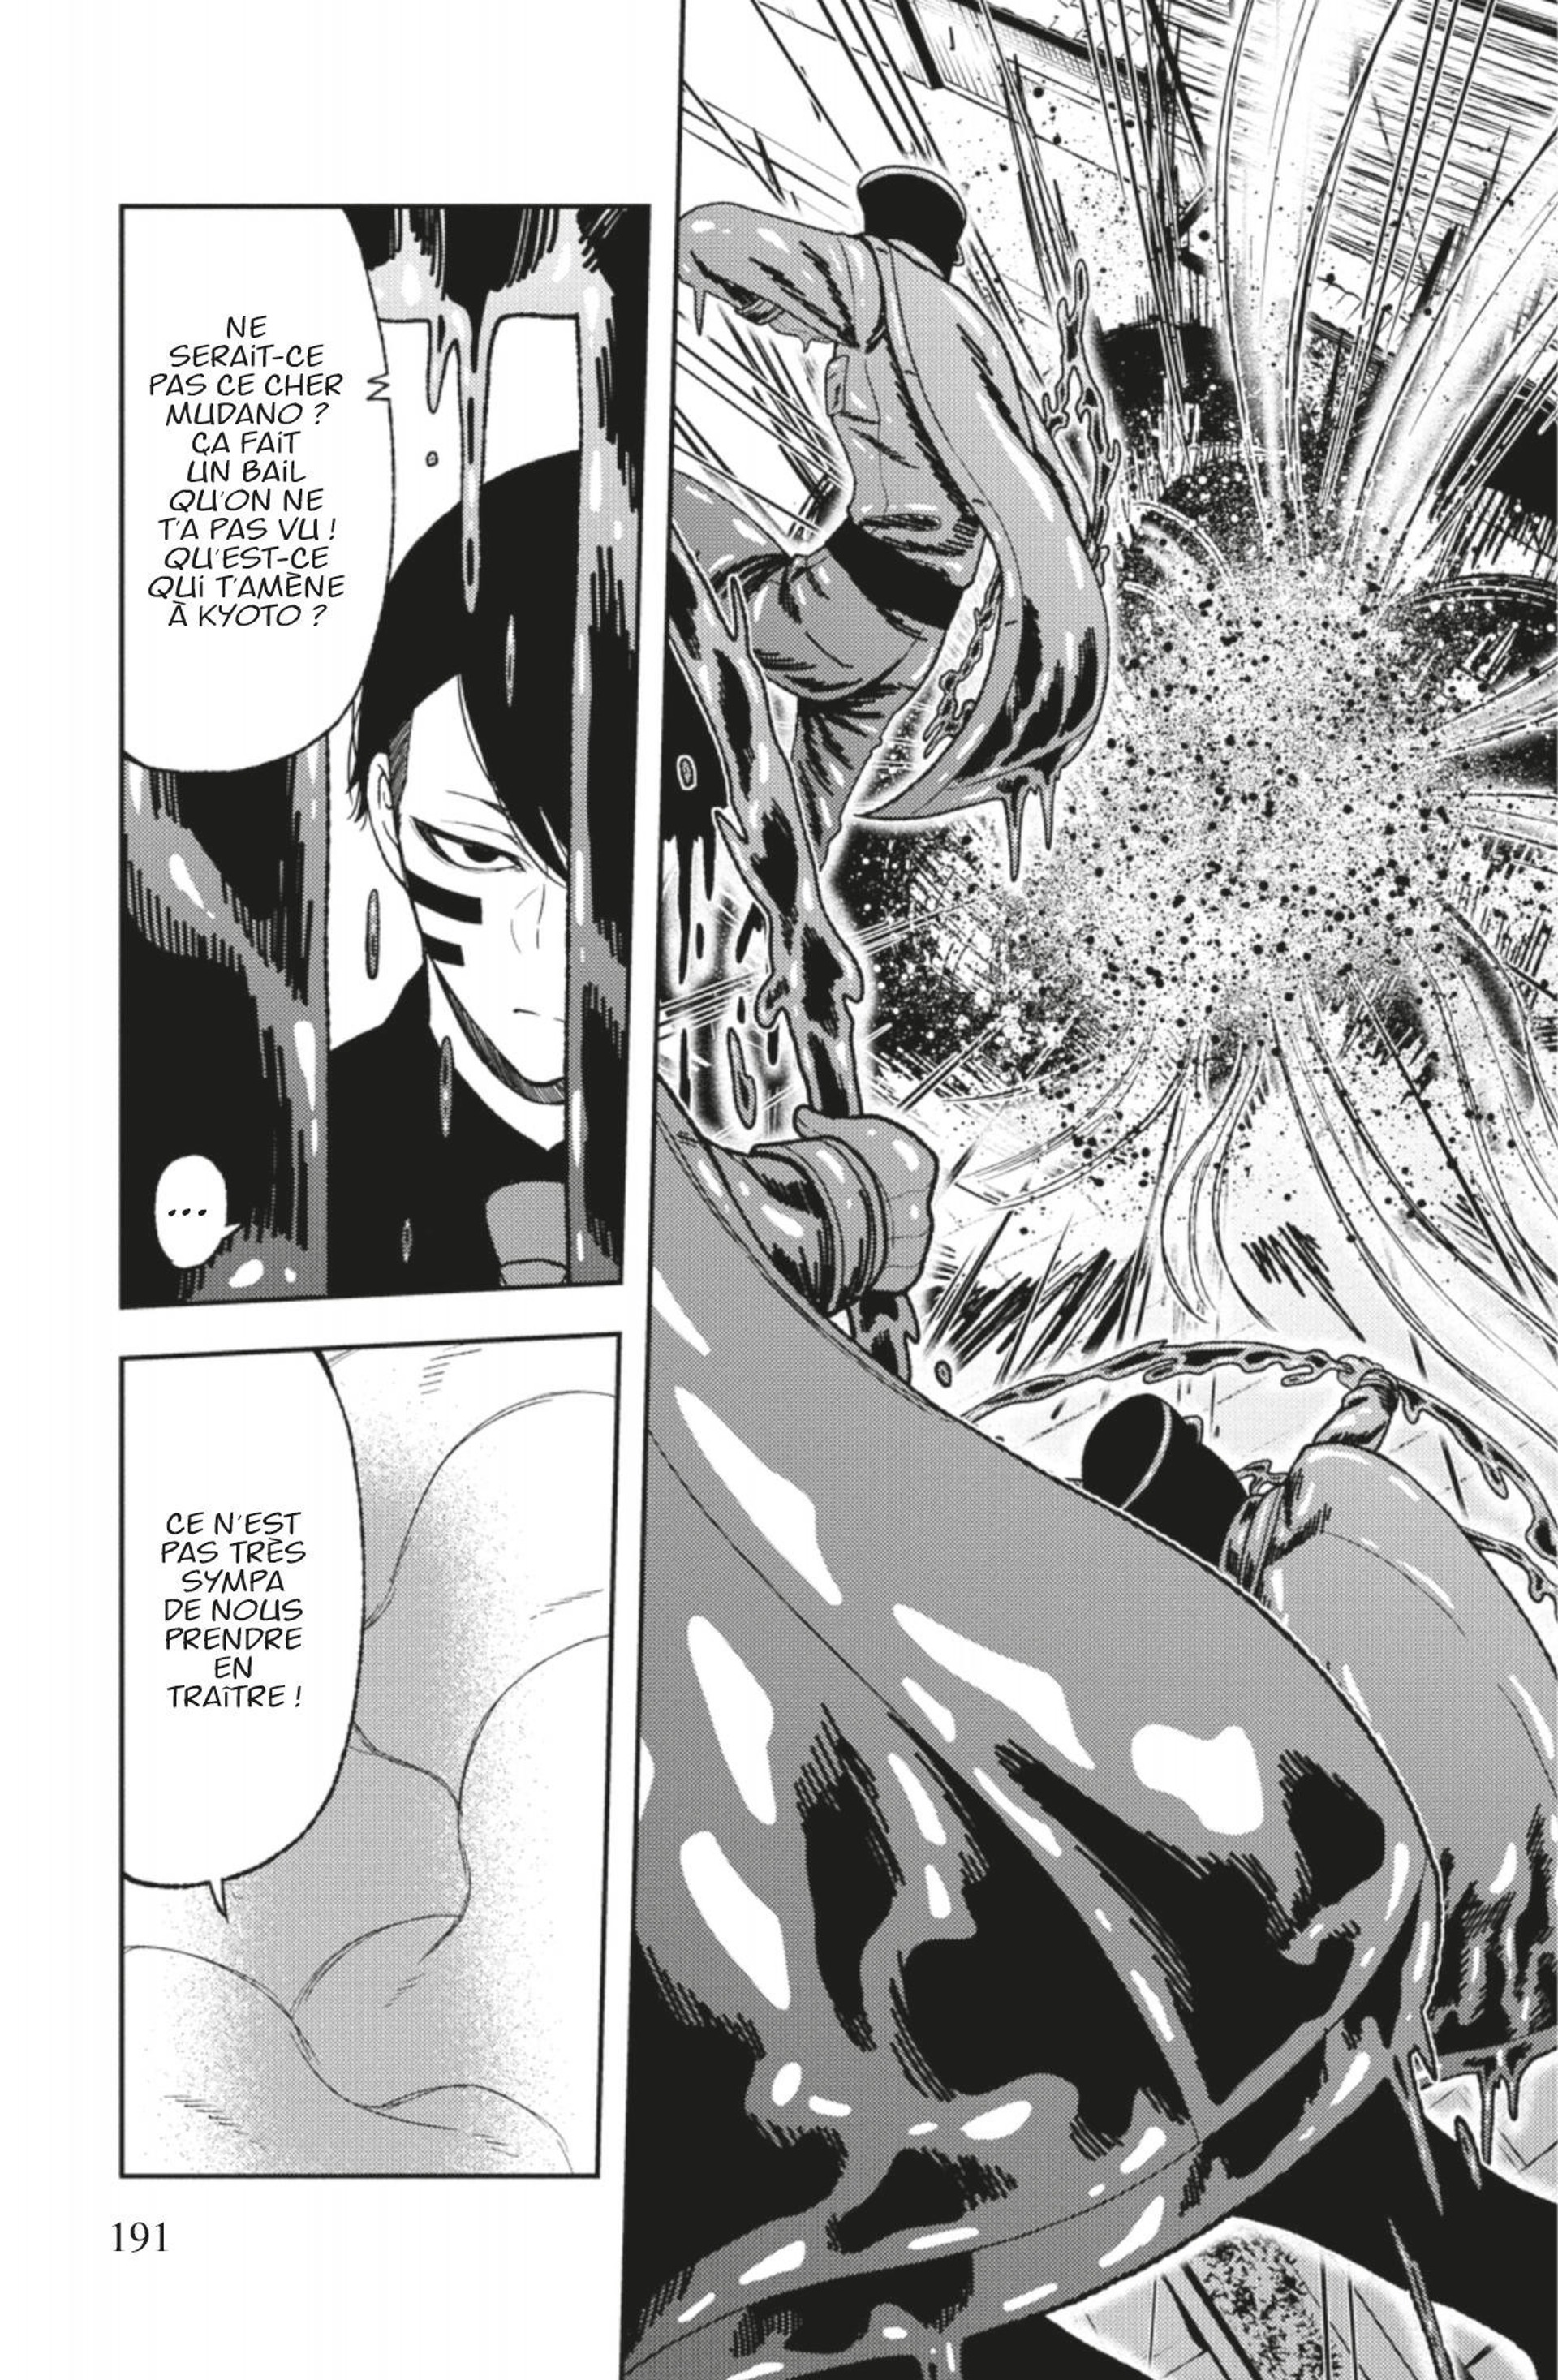 NE
SERAIT-CE
PAS CE CHER
MUDANO ?
ÇA FAIT
UN BAIL
QU'ON NE
T'A PAS VU !
QU'EST-CE
QUI T'AMÈNE
À KYOTO ?
...
CE N'EST
PAS TRÈS
SYMPA
DE NOUS
PRENDRE
EN
TRAÎTRE !
191